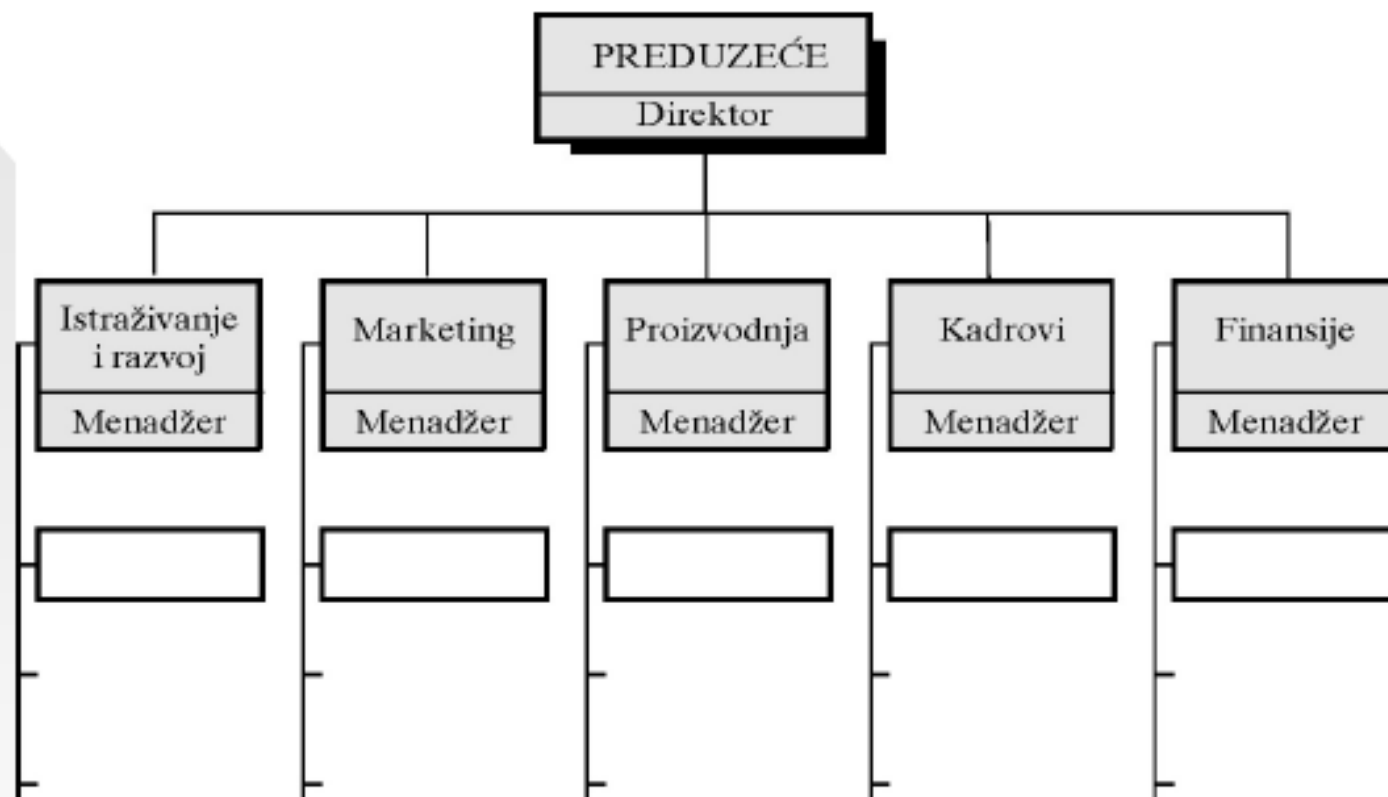 PREDUZEĆE
Direktor
Istraživanje
i razvoj
Menadžer
Marketing
Menadžer
Proizvodnja
Menadžer
Kadrovi
Menadžer
Finansije
Menadžer